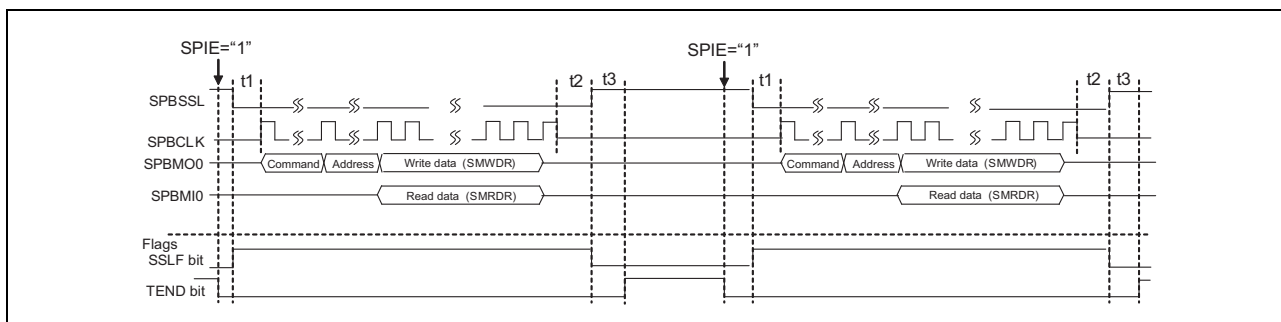 SPIE=“1” SPIE=“1”
t1 t2 t3 t1 t2 t3
SPBSSL
SPBCLK
SPBMO0 Command Address Write data (SMWDR) Command Address Write data (SMWDR)
SPBMI0 Read data (SMRDR) Read data (SMRDR)
Flags
SSLF bit
TEND bit